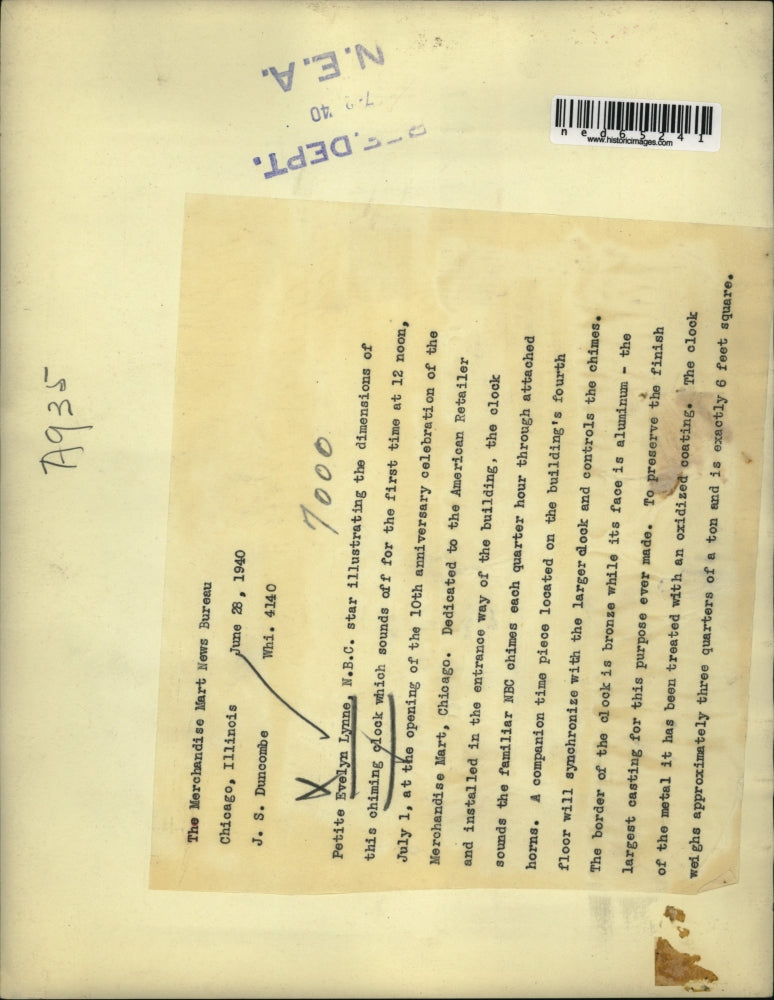 N.E.A.
7-2 '40
DEPT.
ned65241
www.historicimages.com
A935
The Merchandise Mart News Bureau
Chicago, Illinois June 28, 1940
J. S. Duncombe Whi. 4140
7000
X
Petite Evelyn Lynne, N.B.C. star illustrating the dimensions of
this chiming clock which sounds off for the first time at 12 noon,
July 1, at the opening of the 10th anniversary celebration of the
Merchandise Mart, Chicago. Dedicated to the American Retailer
and installed in the entrance way of the building, the clock
sounds the familiar NBC chimes each quarter hour through attached
horns. A companion time piece located on the building's fourth
floor will synchronize with the larger clock and controls the chimes.
The border of the clock is bronze while its face is aluminum - the
largest casting for this purpose ever made. To preserve the finish
of the metal it has been treated with an oxidized coating. The clock
weighs approximately three quarters of a ton and is exactly 6 feet square.